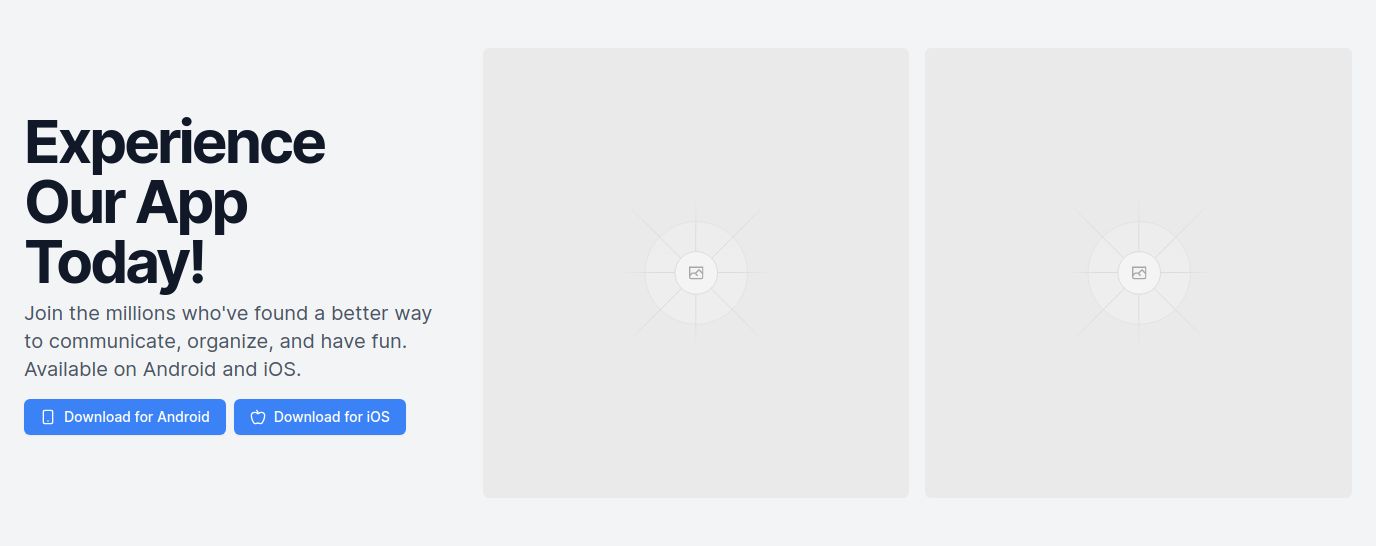 Experience
Our App
Today!
Join the millions who've found a better way
to communicate, organize, and have fun.
Available on Android and iOS.
Download for Android
Download for iOS